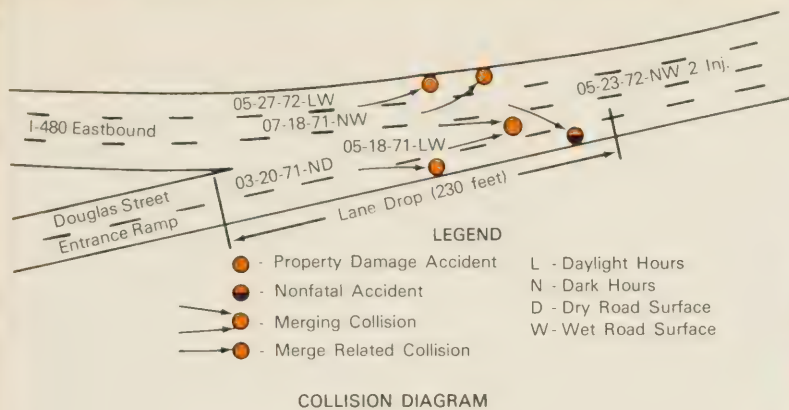 05-27-72-LW
05-23-72-NW 2 Inj.
I-480 Eastbound
07-18-71-NW
05-18-71-LW
03-20-71-ND
Douglas Street
Entrance Ramp
Lane Drop (230 feet)
LEGEND
- Property Damage Accident
- Nonfatal Accident
- Merging Collision
- Merge Related Collision
L - Daylight Hours
N - Dark Hours
D - Dry Road Surface
W - Wet Road Surface
COLLISION DIAGRAM